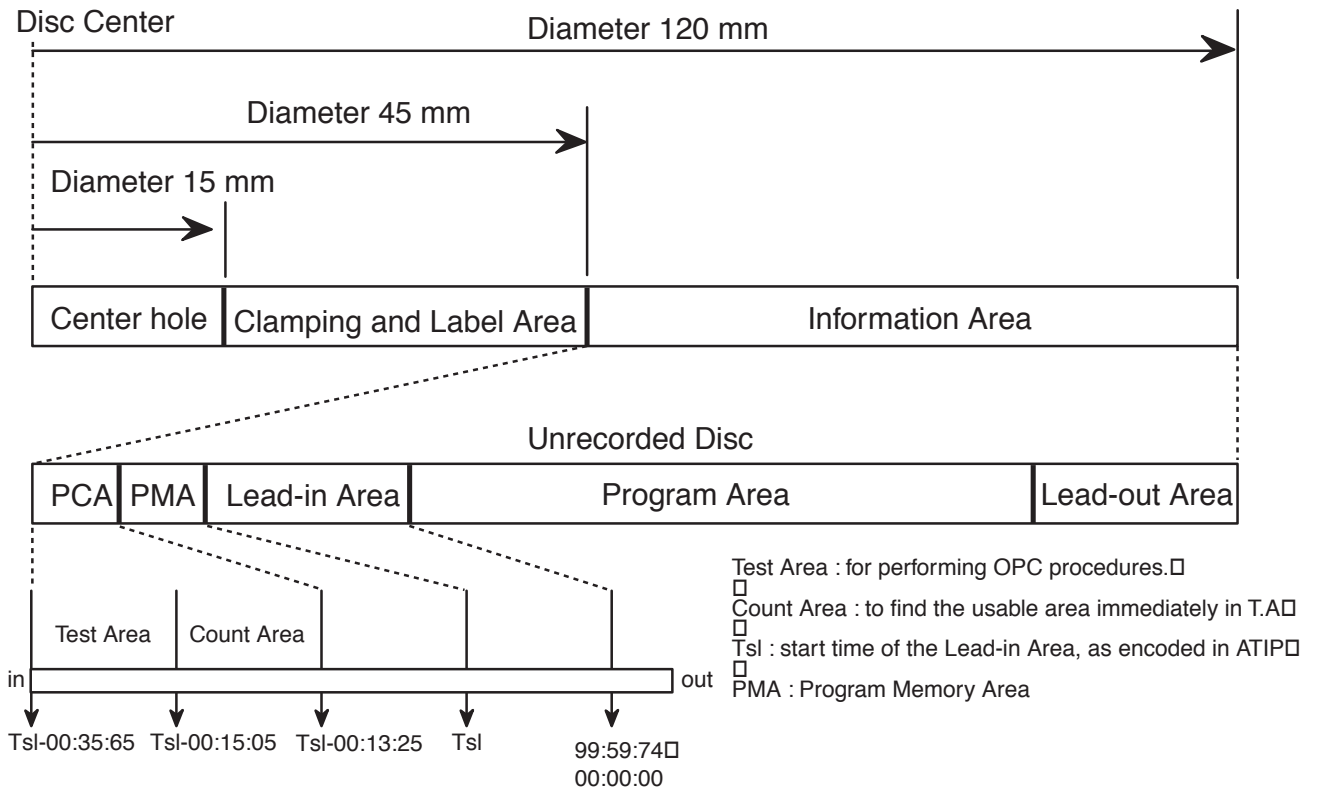 Disc Center
Diameter 120 mm
Diameter 45 mm
Diameter 15 mm
Center hole
Clamping and Label Area
Information Area
Unrecorded Disc
PCA
PMA
Lead-in Area
Program Area
Lead-out Area
Test Area : for performing OPC procedures.□
□
Count Area : to find the usable area immediately in T.A□
□
Tsl : start time of the Lead-in Area, as encoded in ATIP□
□
PMA : Program Memory Area
Test Area
Count Area
in
out
Tsl-00:35:65
Tsl-00:15:05
Tsl-00:13:25
Tsl
99:59:74□
00:00:00